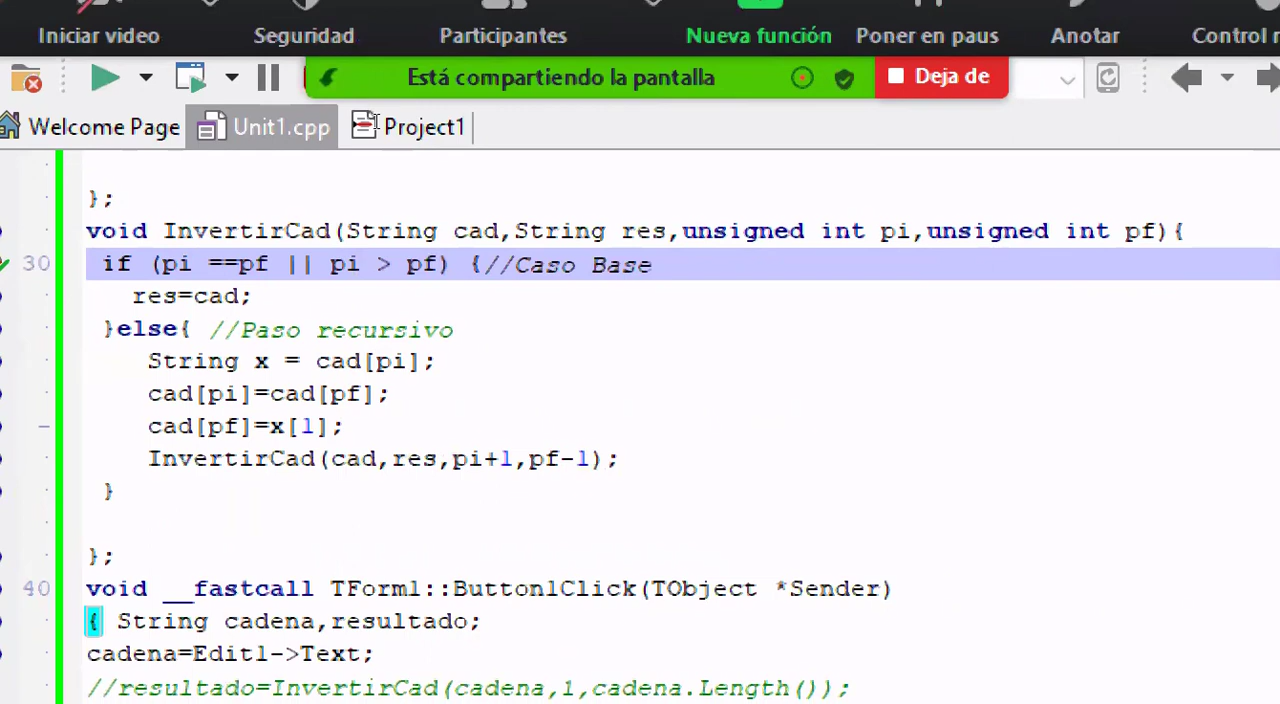 Iniciar video Seguridad Participantes Nueva función Poner en paus Anotar Control r
Está compartiendo la pantalla Deja de
Welcome Page Unit1.cpp Project1
};
void InvertirCad(String cad,String res,unsigned int pi,unsigned int pf){
30 if (pi ==pf || pi > pf) {//Caso Base
res=cad;
}else{ //Paso recursivo
String x = cad[pi];
cad[pi]=cad[pf];
cad[pf]=x[1];
InvertirCad(cad,res,pi+1,pf-1);
}
};
40 void __fastcall TForm1::Button1Click(TObject *Sender)
{ String cadena,resultado;
cadena=Edit1->Text;
//resultado=InvertirCad(cadena,1,cadena.Length());